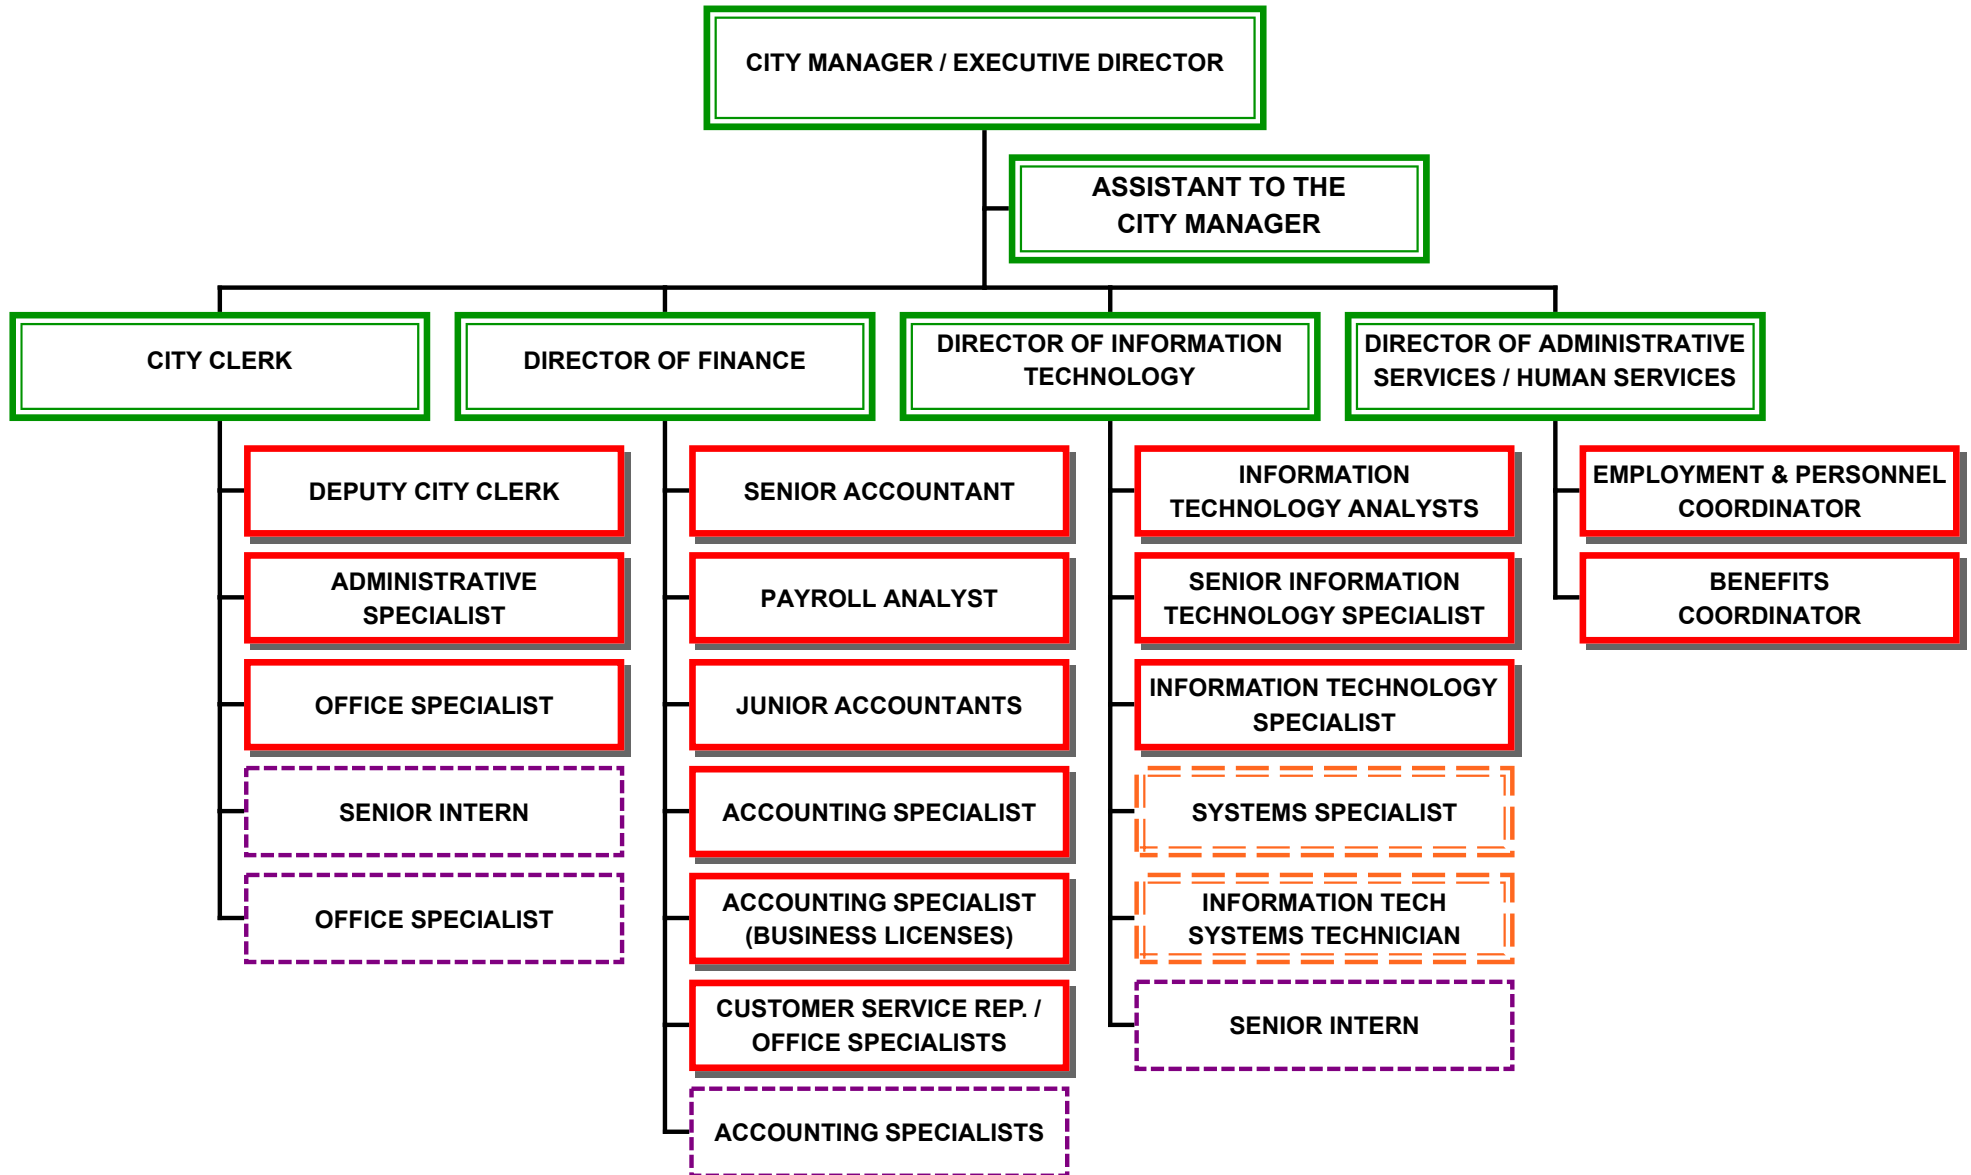 CITY MANAGER / EXECUTIVE DIRECTOR
ASSISTANT TO THE
CITY MANAGER
CITY CLERK
DEPUTY CITY CLERK
ADMINISTRATIVE
SPECIALIST
OFFICE SPECIALIST
SENIOR INTERN
OFFICE SPECIALIST
DIRECTOR OF FINANCE
SENIOR ACCOUNTANT
PAYROLL ANALYST
JUNIOR ACCOUNTANTS
ACCOUNTING SPECIALIST
ACCOUNTING SPECIALIST
(BUSINESS LICENSES)
CUSTOMER SERVICE REP. /
OFFICE SPECIALISTS
ACCOUNTING SPECIALISTS
DIRECTOR OF INFORMATION
TECHNOLOGY
INFORMATION
TECHNOLOGY ANALYSTS
SENIOR INFORMATION
TECHNOLOGY SPECIALIST
INFORMATION TECHNOLOGY
SPECIALIST
SYSTEMS SPECIALIST
INFORMATION TECH
SYSTEMS TECHNICIAN
SENIOR INTERN
DIRECTOR OF ADMINISTRATIVE
SERVICES / HUMAN SERVICES
EMPLOYMENT & PERSONNEL
COORDINATOR
BENEFITS
COORDINATOR